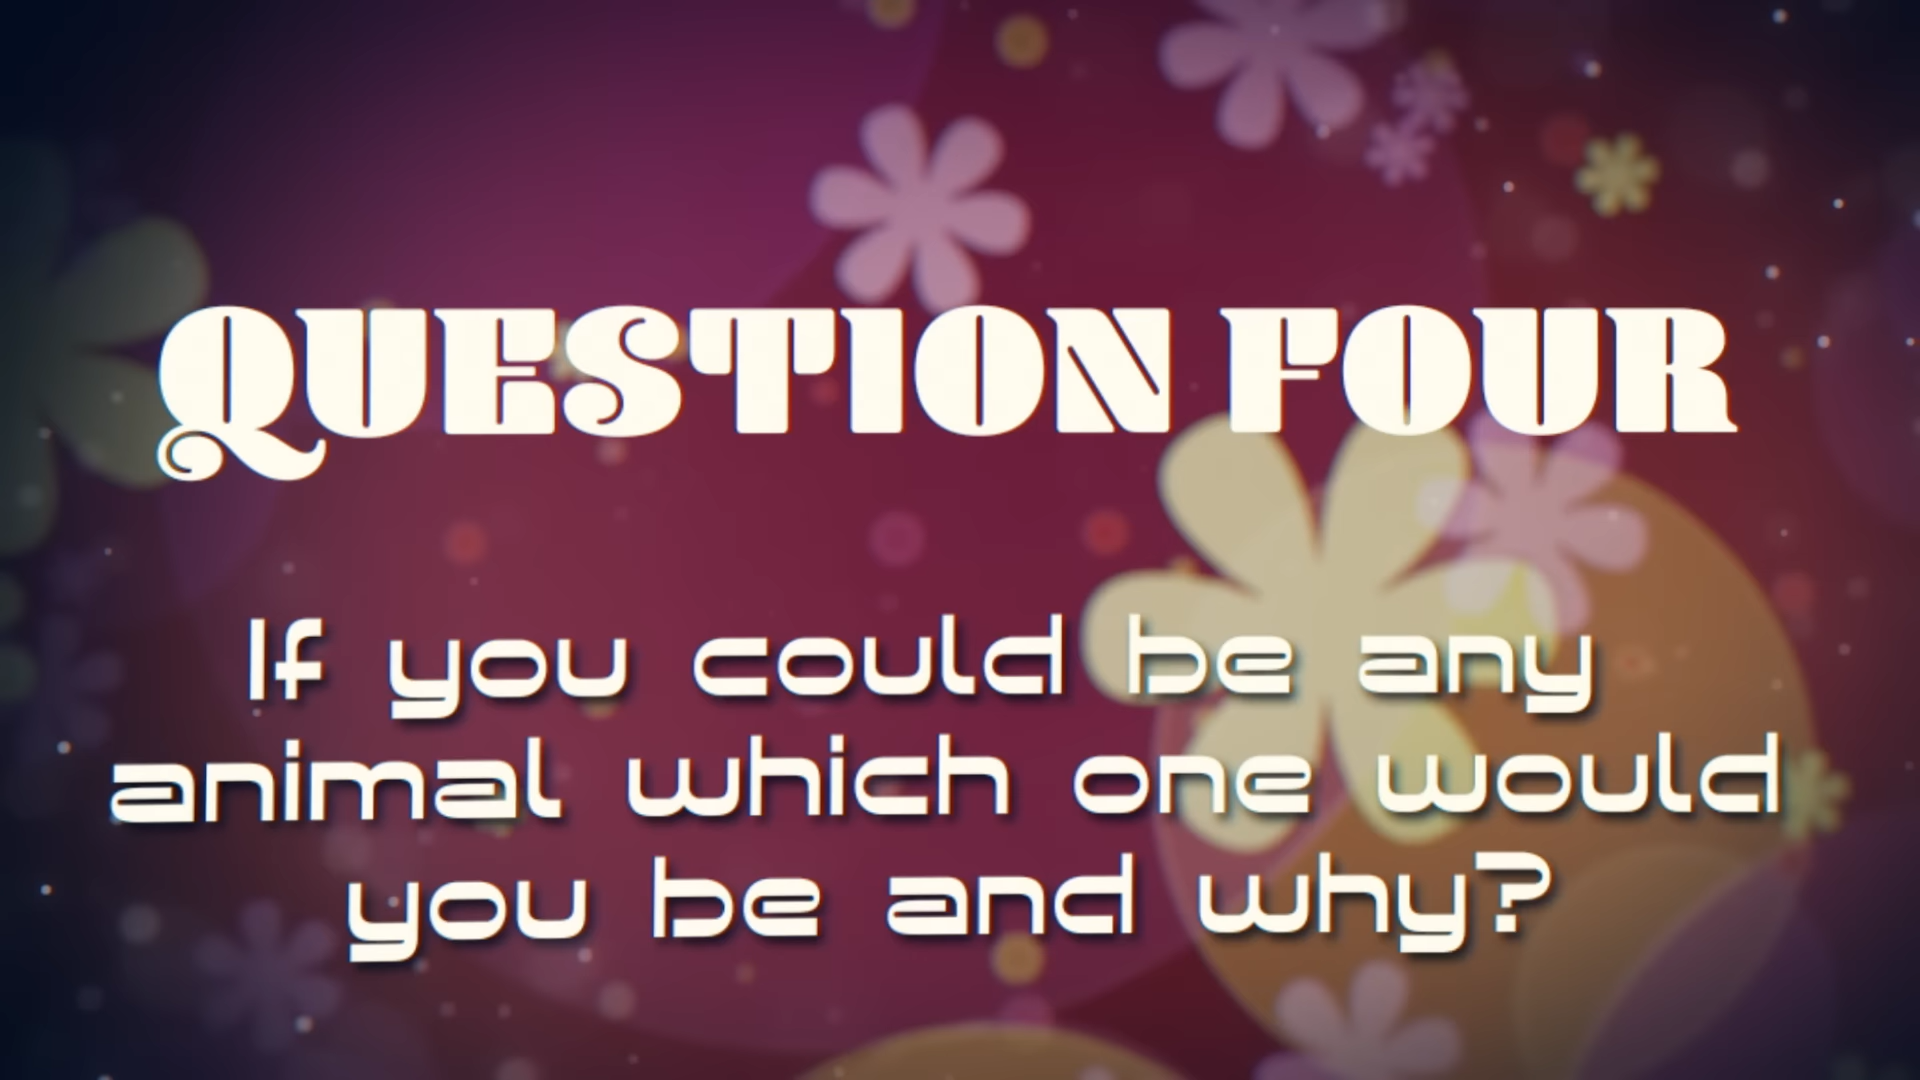 QUESTION FOUR
If you could be any
animal which one would
you be and why?